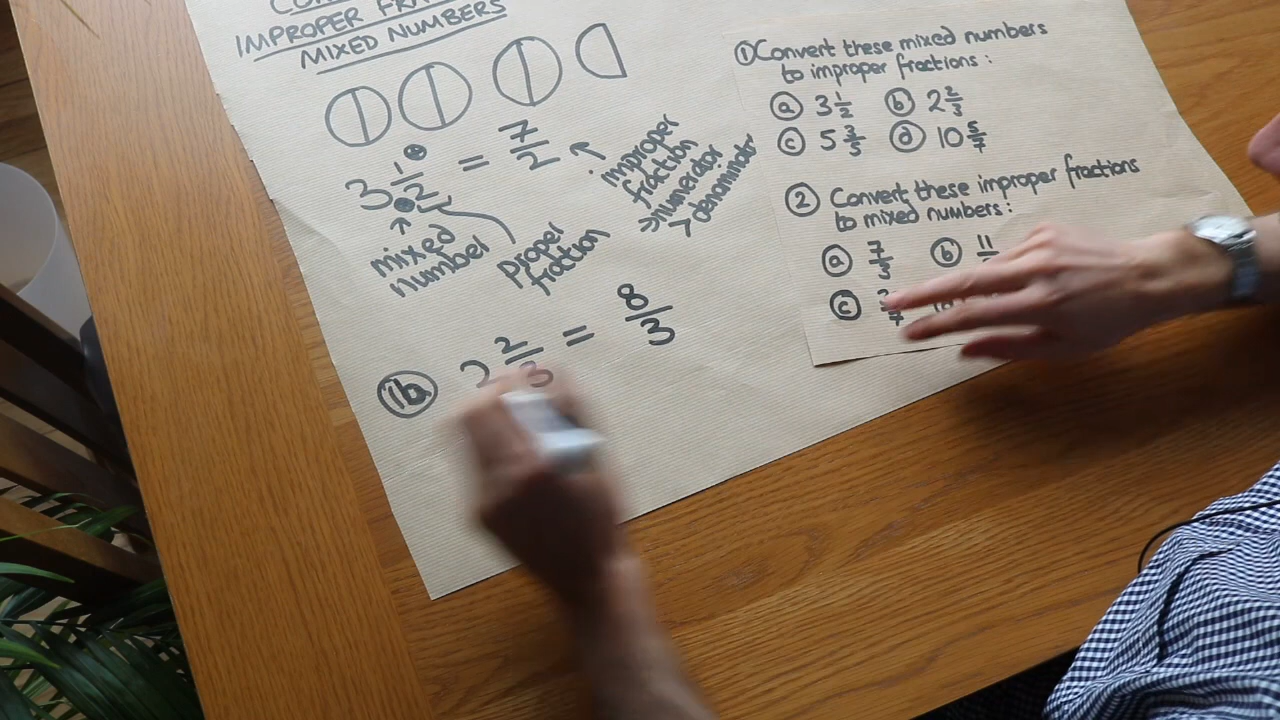 IMPROPER
MIXED NUMBERS
3 1/2 = 7/2
mixed
number
proper
fraction
improper
fraction
numerator
denominator
1b 2 2/3 = 8/3
① Convert these mixed numbers
to improper fractions:
ⓐ 3 1/2 ⓑ 2 2/3
ⓒ 5 3/5 ⓓ 10 5/7
② Convert these improper fractions
to mixed numbers:
ⓐ 7/3 ⓑ 11
ⓒ